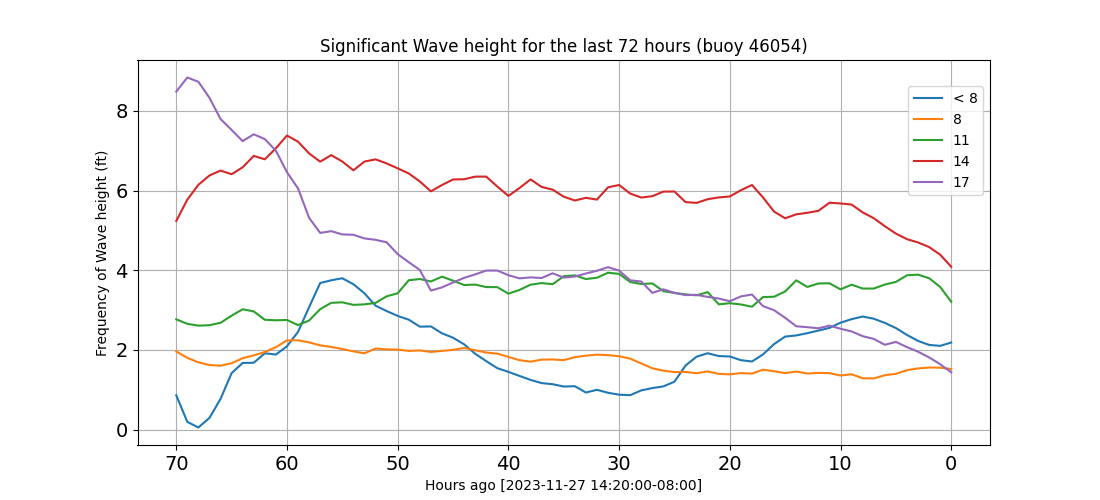 Significant Wave height for the last 72 hours (buoy 46054)
Frequency of Wave height (ft)
8
6
4
2
0
< 8
8
11
14
17
70 60 50 40 30 20 10 0
Hours ago [2023-11-27 14:20:00-08:00]